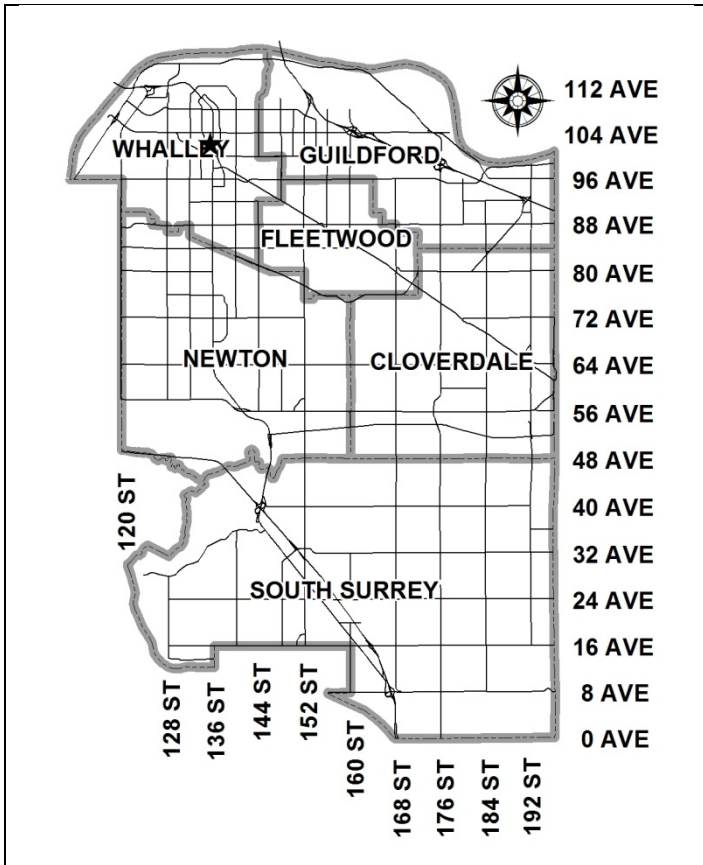 112 AVE
104 AVE
WHALLEY
GUILDFORD
96 AVE
88 AVE
FLEETWOOD
80 AVE
72 AVE
NEWTON
CLOVERDALE
64 AVE
56 AVE
48 AVE
120 ST
40 AVE
32 AVE
SOUTH SURREY
24 AVE
16 AVE
128 ST
136 ST
144 ST
152 ST
8 AVE
160 ST
0 AVE
168 ST
176 ST
184 ST
192 ST